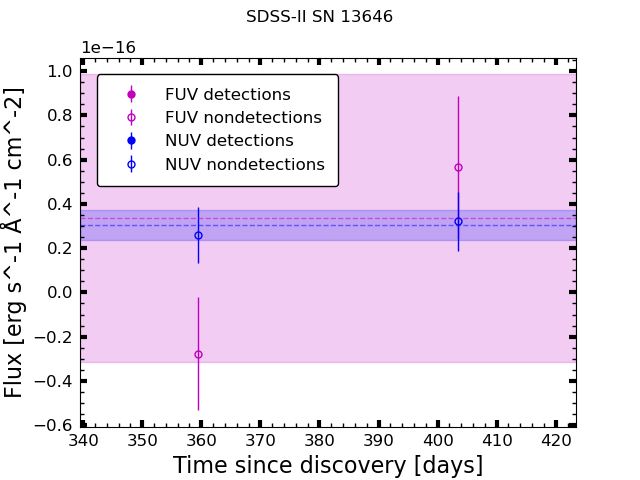 SDSS-II SN 13646
1e−16
1.0
0.8
0.6
0.4
0.2
0.0
−0.2
−0.4
−0.6
Flux [erg s^-1 Å^-1 cm^-2]
FUV detections
FUV nondetections
NUV detections
NUV nondetections
340 350 360 370 380 390 400 410 420
Time since discovery [days]